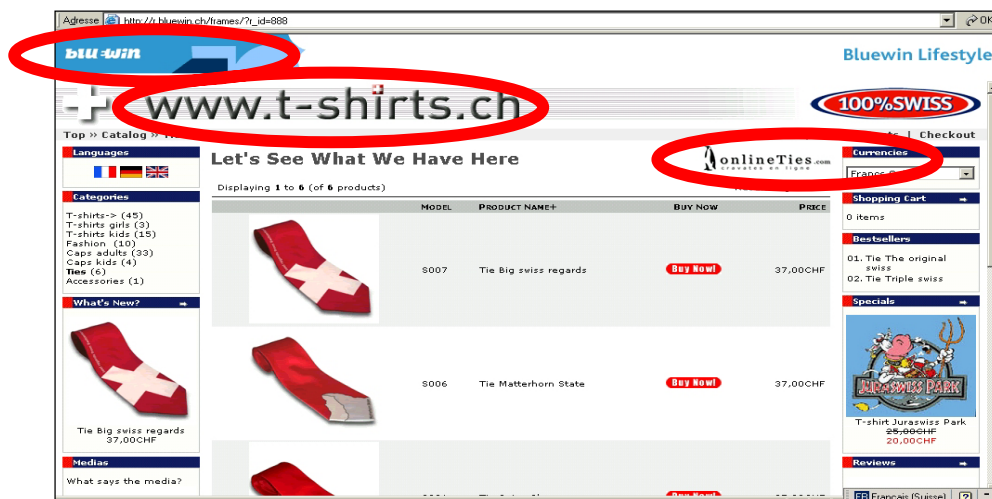 Adresse http://r.bluewin.ch/frames/?r_id=888 OK
bluewin
Bluewin Lifestyle
www.t-shirts.ch
100%SWISS
Top » Catalog »
| Checkout
Languages
Categories
T-shirts-> (45)
T-shirts girls (3)
T-shirts kids (15)
Fashion (10)
Caps adults (33)
Caps kids (4)
Ties (6)
Accessories (1)
What's New?
Tie Big swiss regards
37,00CHF
Medias
What says the media?
Let's See What We Have Here
onlineTies.com
cravates en ligne
Displaying 1 to 6 (of 6 products)
MODEL PRODUCT NAME+ BUY NOW PRICE
S007 Tie Big swiss regards Buy Now! 37,00CHF
S006 Tie Matterhorn State Buy Now! 37,00CHF
Currencies
Shopping Cart
0 items
Bestsellers
01. Tie The original
swiss
02. Tie Triple swiss
Specials
JURASWISS PARK
T-shirt Juraswiss Park
25,00CHF
20,00CHF
Reviews
FR Français (Suisse) ?